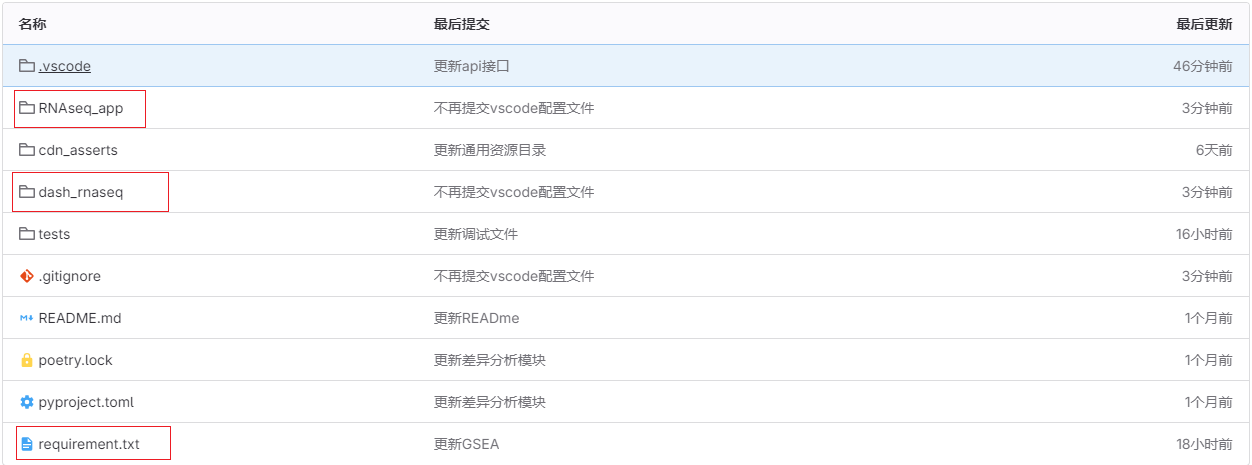 名称 最后提交 最后更新
.vscode 更新api接口 46分钟前
RNAseq_app 不再提交vscode配置文件 3分钟前
cdn_asserts 更新通用资源目录 6天前
dash_rnaseq 不再提交vscode配置文件 3分钟前
tests 更新调试文件 16小时前
.gitignore 不再提交vscode配置文件 3分钟前
README.md 更新READme 1个月前
poetry.lock 更新差异分析模块 1个月前
pyproject.toml 更新差异分析模块 1个月前
requirement.txt 更新GSEA 18小时前